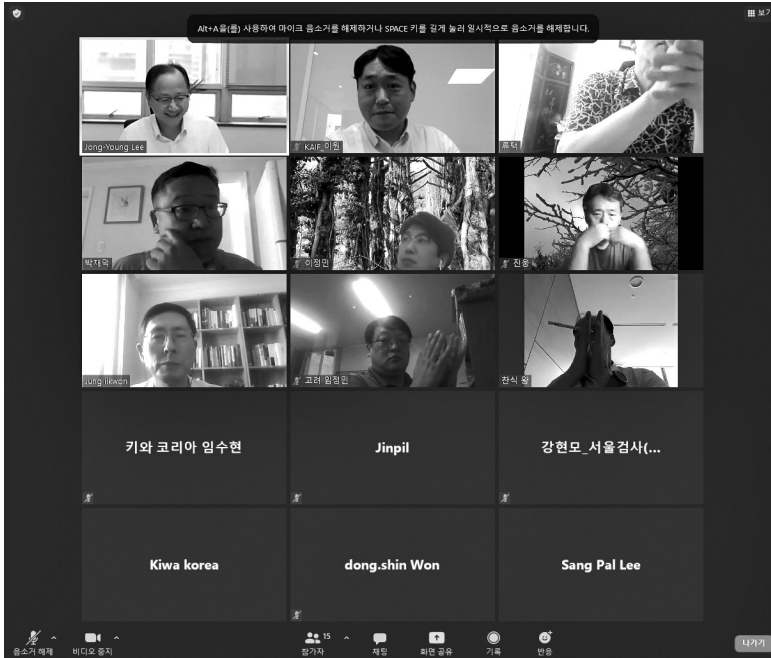 Alt+A을(를) 사용하여 마이크 음소거를 해제하거나 SPACE 키를 길게 눌러 일시적으로 음소거를 해제합니다.
보기
Jong-Young Lee
KAIF_이원
류택
박재덕
이정민
진웅
Jung Ilkwon
고려 임정민
찬식 왕
키와 코리아 임수현
Jinpil
강현모_서울검사(...
Kiwa korea
dong.shin Won
Sang Pal Lee
음소거 해제
비디오 중지
15
참가자
채팅
화면 공유
기록
반응
나가기